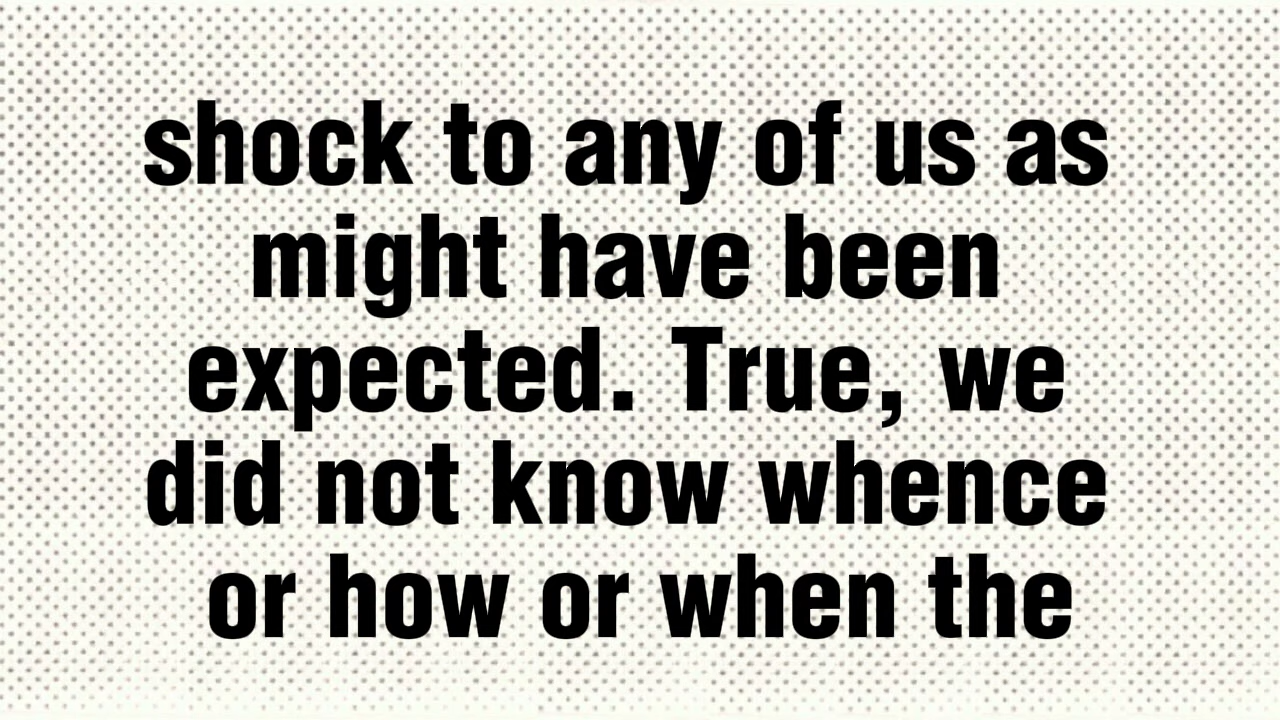 shock to any of us as
might have been
expected. True, we
did not know whence
or how or when the